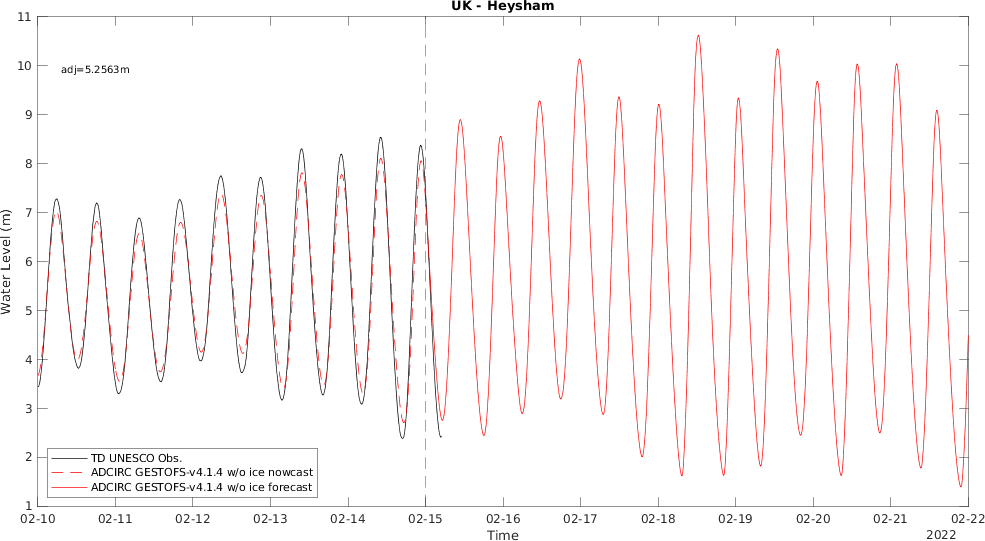 UK - Heysham
adj=5.2563m
11
10
9
8
7
6
5
4
3
2
1
Water Level (m)
TD UNESCO Obs.
ADCIRC GESTOFS-v4.1.4 w/o ice nowcast
ADCIRC GESTOFS-v4.1.4 w/o ice forecast
02-10 02-11 02-12 02-13 02-14 02-15 02-16 02-17 02-18 02-19 02-20 02-21 02-22
Time
2022